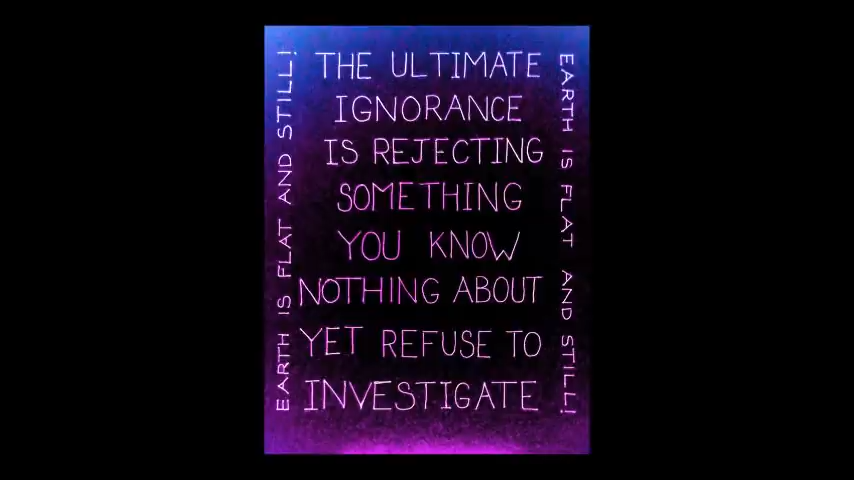 EARTH IS FLAT AND STILL!
THE ULTIMATE
IGNORANCE
IS REJECTING
SOMETHING
YOU KNOW
NOTHING ABOUT
YET REFUSE TO
INVESTIGATE
EARTH IS FLAT AND STILL!